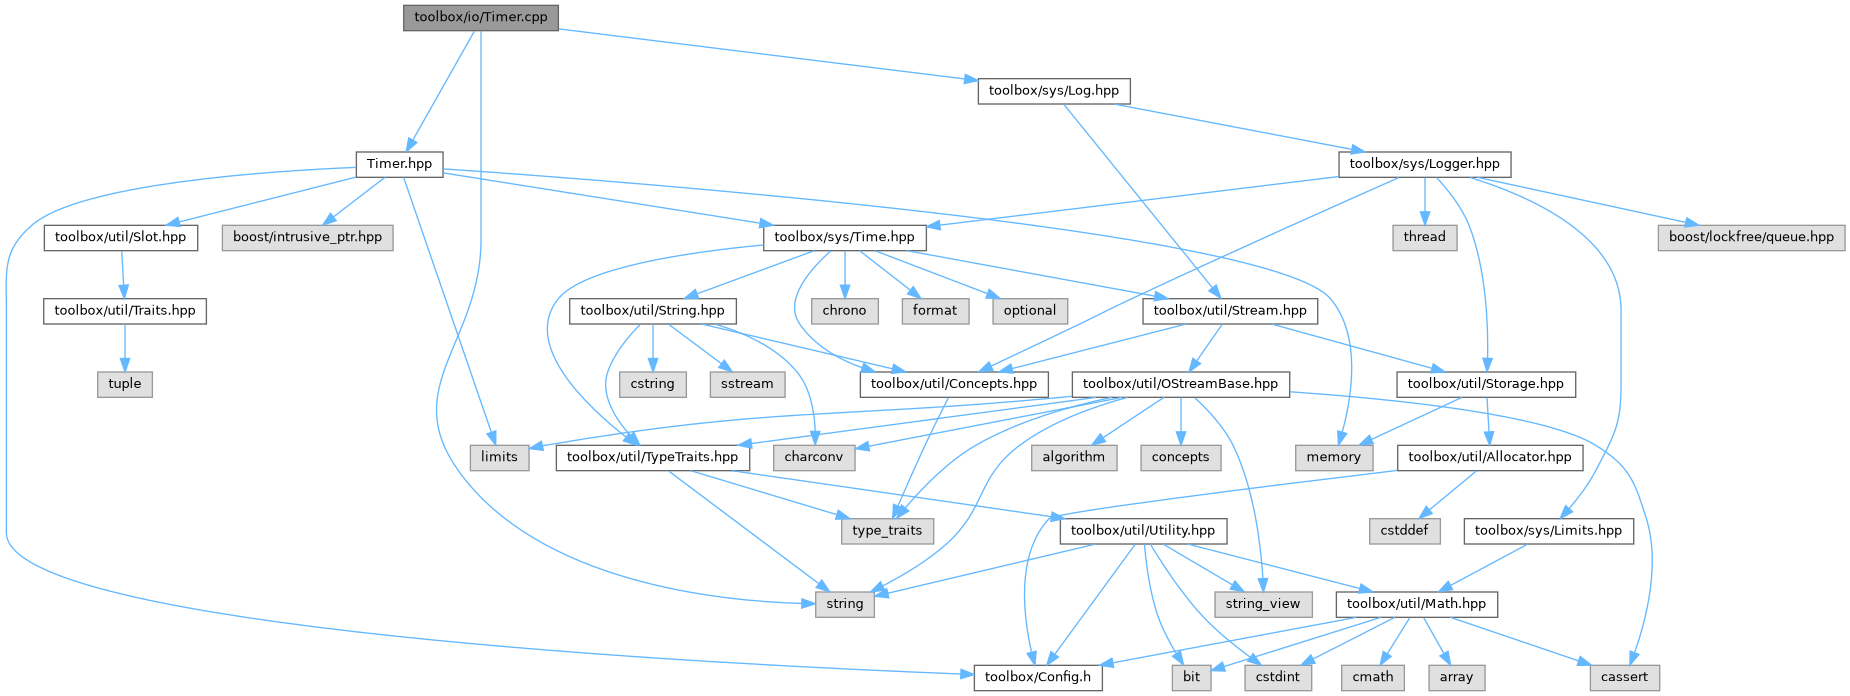 toolbox/io/Timer.cpp
toolbox/sys/Log.hpp
Timer.hpp
toolbox/sys/Logger.hpp
toolbox/util/Slot.hpp
boost/intrusive_ptr.hpp
toolbox/sys/Time.hpp
thread
boost/lockfree/queue.hpp
toolbox/util/Traits.hpp
toolbox/util/String.hpp
chrono
format
optional
toolbox/util/Stream.hpp
tuple
cstring
sstream
toolbox/util/Concepts.hpp
toolbox/util/OStreamBase.hpp
toolbox/util/Storage.hpp
limits
toolbox/util/TypeTraits.hpp
charconv
algorithm
concepts
memory
toolbox/util/Allocator.hpp
type_traits
toolbox/util/Utility.hpp
cstddef
toolbox/sys/Limits.hpp
string
string_view
toolbox/util/Math.hpp
toolbox/Config.h
bit
cstdint
cmath
array
cassert